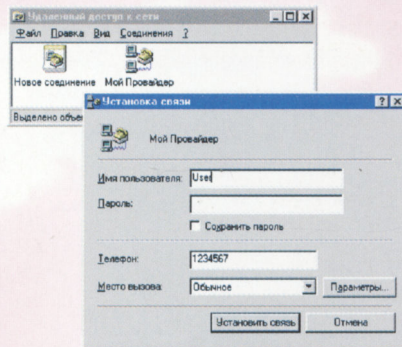 Удаленный доступ к сети
Файл Правка Вид Соединения ?
Новое соединение Мой Провайдер
Выделено объек
Установка связи
Мой Провайдер
Имя пользователя: User
Пароль:
Сохранить пароль
Телефон: 1234567
Место вызова: Обычное Параметры...
Установить связь Отмена